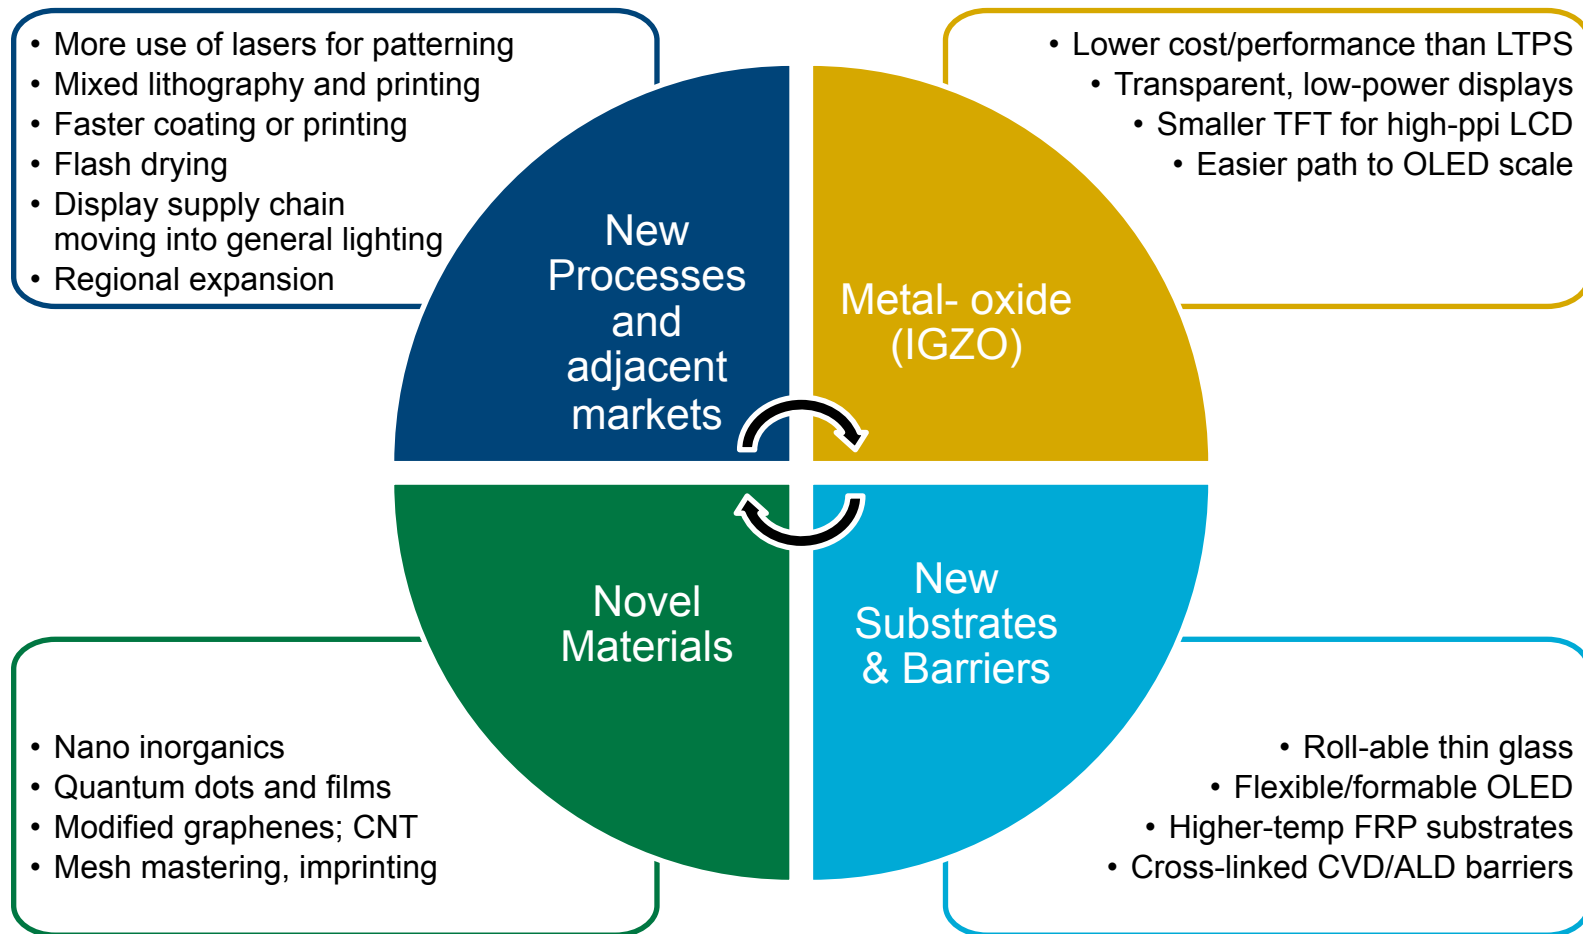 • More use of lasers for patterning
• Mixed lithography and printing
• Faster coating or printing
• Flash drying
• Display supply chain
moving into general lighting
• Regional expansion
• Lower cost/performance than LTPS
• Transparent, low-power displays
• Smaller TFT for high-ppi LCD
• Easier path to OLED scale
New
Processes
and
adjacent
markets
Metal- oxide
(IGZO)
Novel
Materials
New
Substrates
& Barriers
• Nano inorganics
• Quantum dots and films
• Modified graphenes; CNT
• Mesh mastering, imprinting
• Roll-able thin glass
• Flexible/formable OLED
• Higher-temp FRP substrates
• Cross-linked CVD/ALD barriers